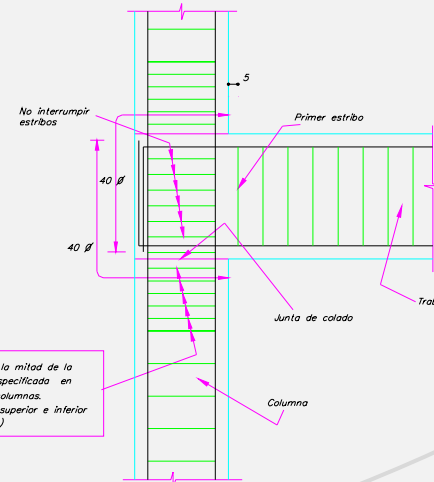 5
No interrumpir
estribos
Primer estribo
40 Ø
40 Ø
Junta de colado
la mitad de la
specificada en
olumnas.
superior e inferior
)
Columna